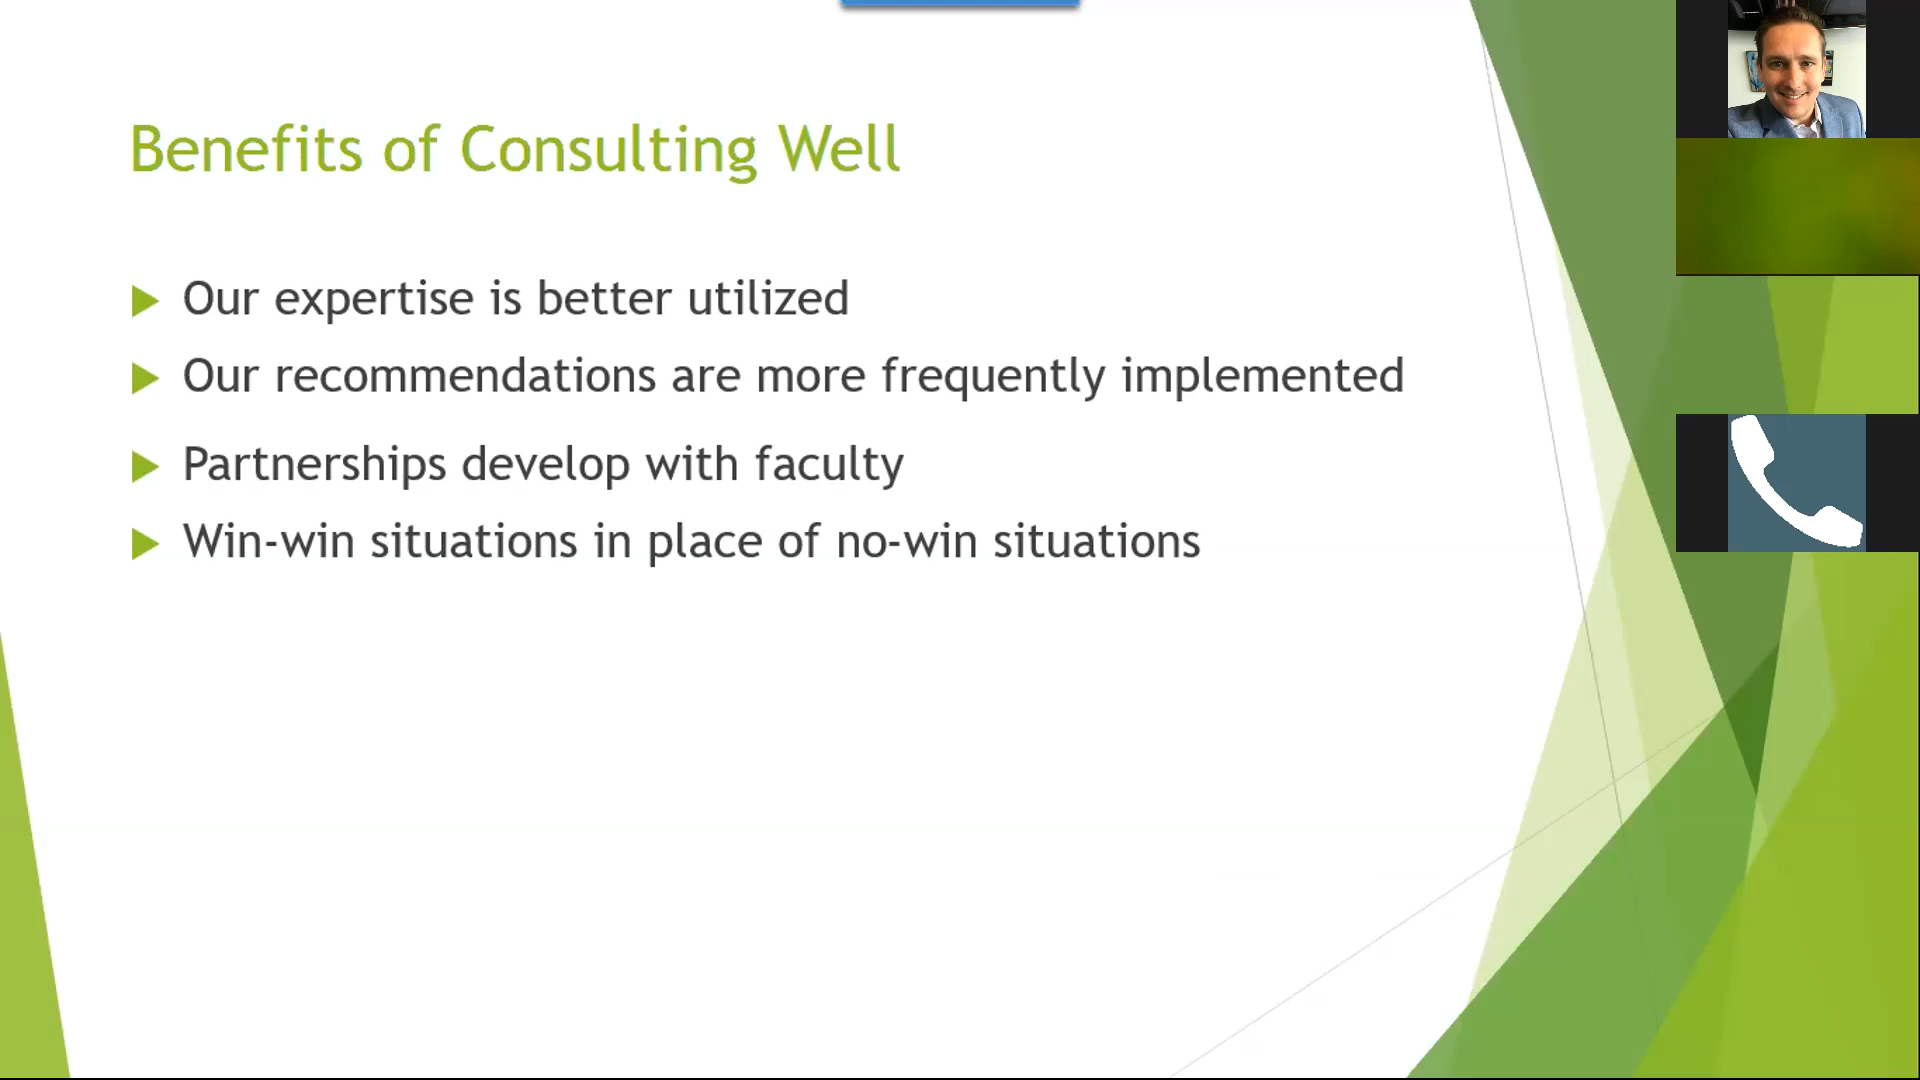 Benefits of Consulting Well
Our expertise is better utilized
Our recommendations are more frequently implemented
Partnerships develop with faculty
Win-win situations in place of no-win situations